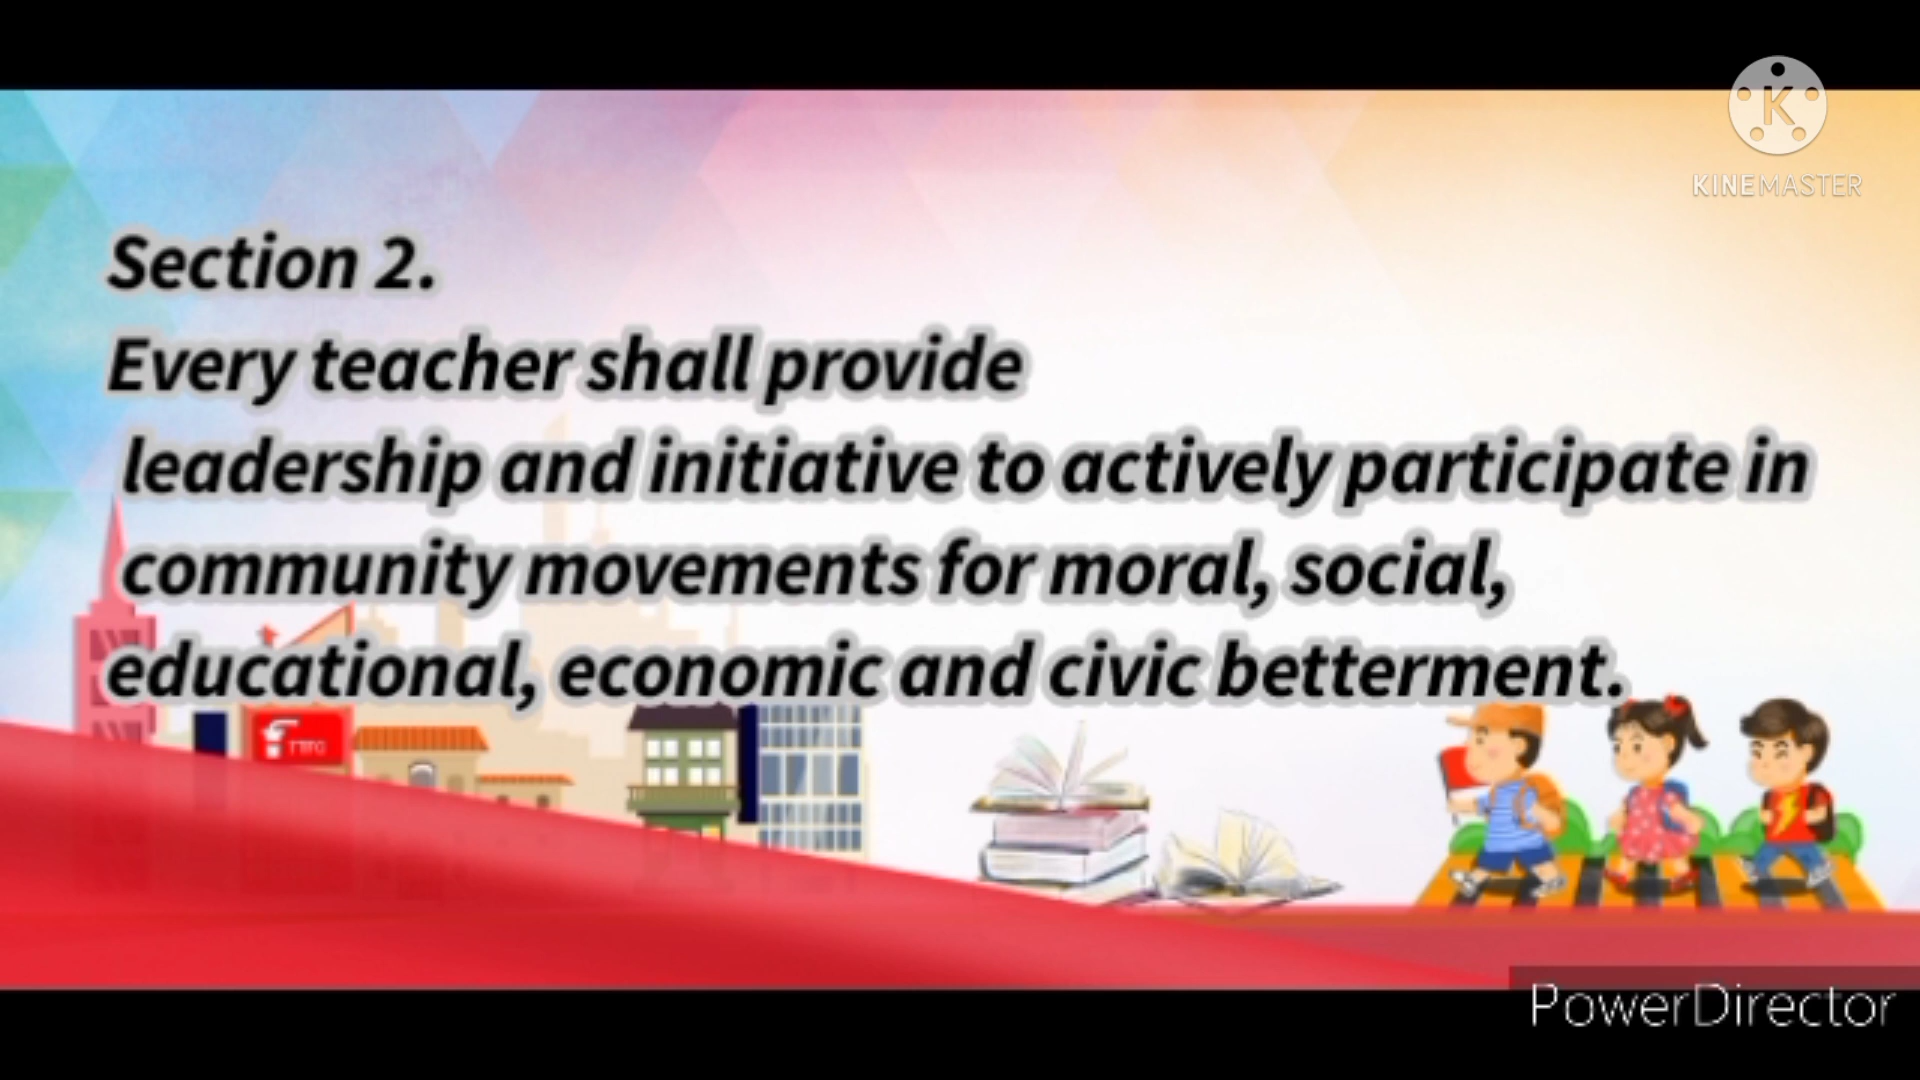 K
KINEMASTER
Section 2.
Every teacher shall provide
leadership and initiative to actively participate in
community movements for moral, social,
educational, economic and civic betterment.
PowerDirector